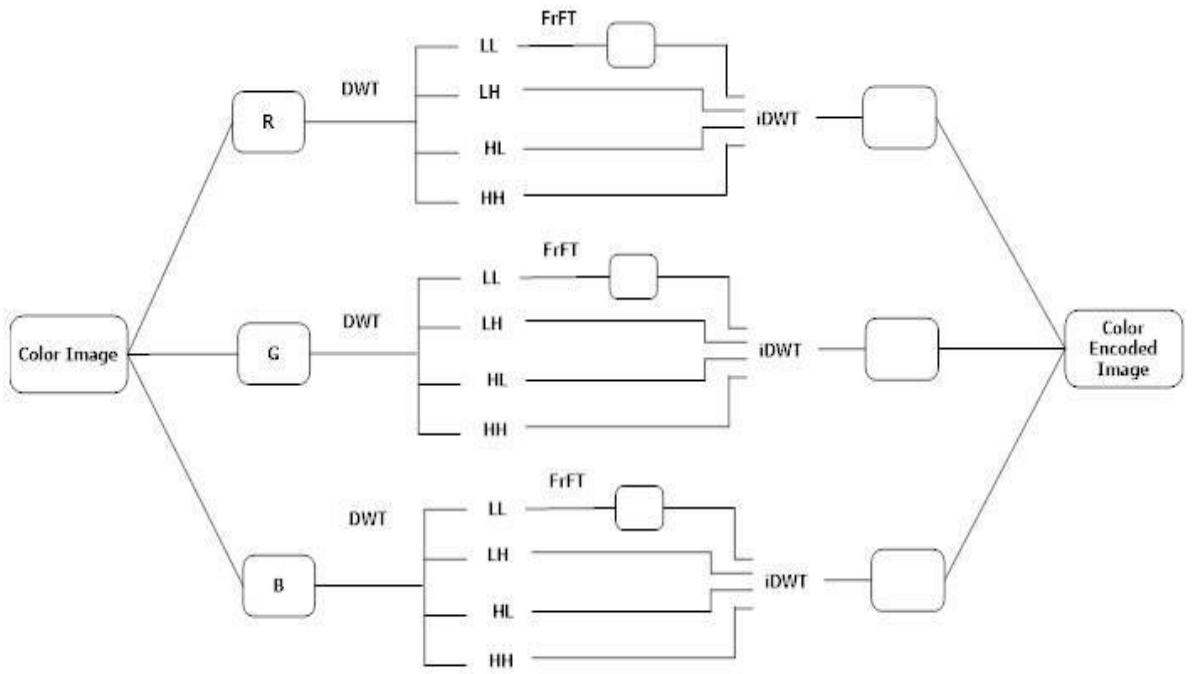 Color Image
R
DWT
LL
LH
HL
HH
FrFT
iDWT
G
DWT
LL
LH
HL
HH
FrFT
iDWT
B
DWT
LL
LH
HL
HH
FrFT
iDWT
Color
Encoded
Image